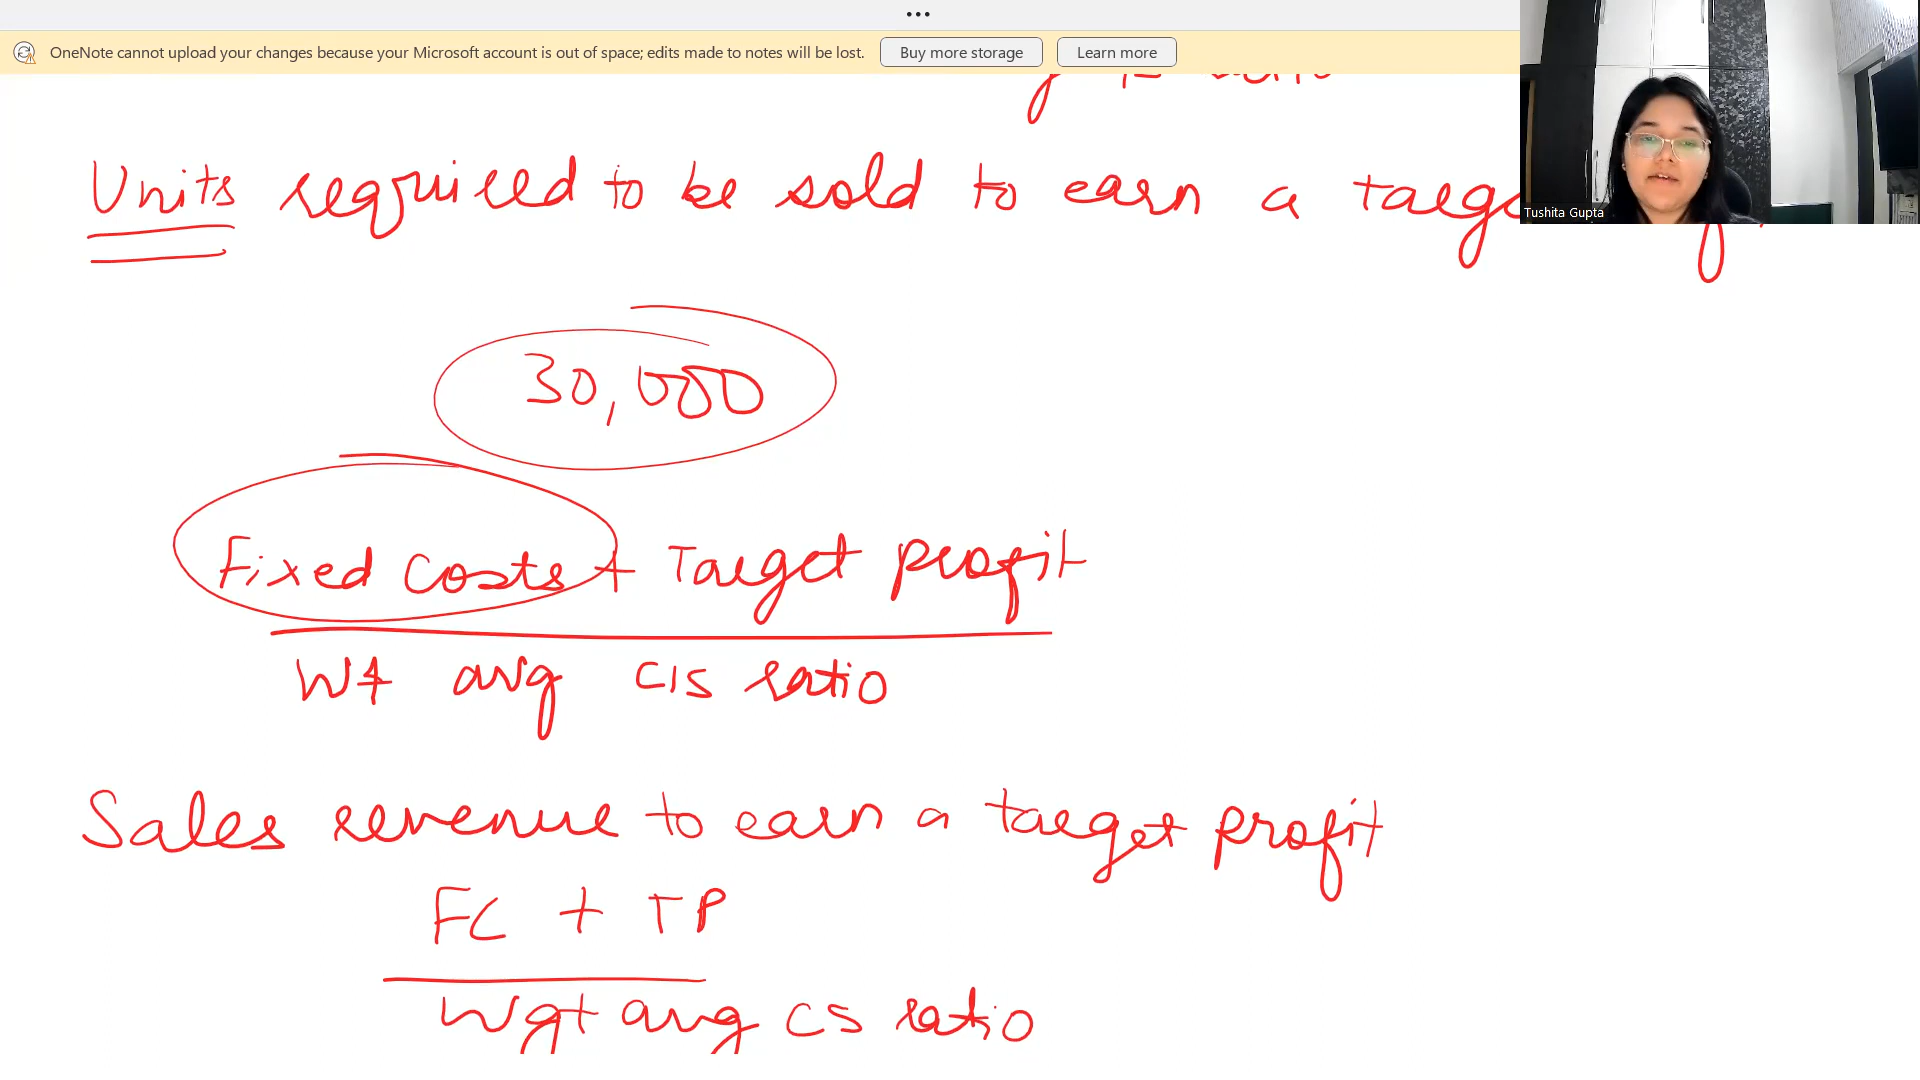 •••
OneNote cannot upload your changes because your Microsoft account is out of space; edits made to notes will be lost. Buy more storage Learn more
ratio
Units required to be sold to earn a
Tushita Gupta
30,000
Fixed Costs + Target profit
Wt avg C/S ratio
Sales revenue to earn a target profit
FC + TP
Wgt avg CS ratio